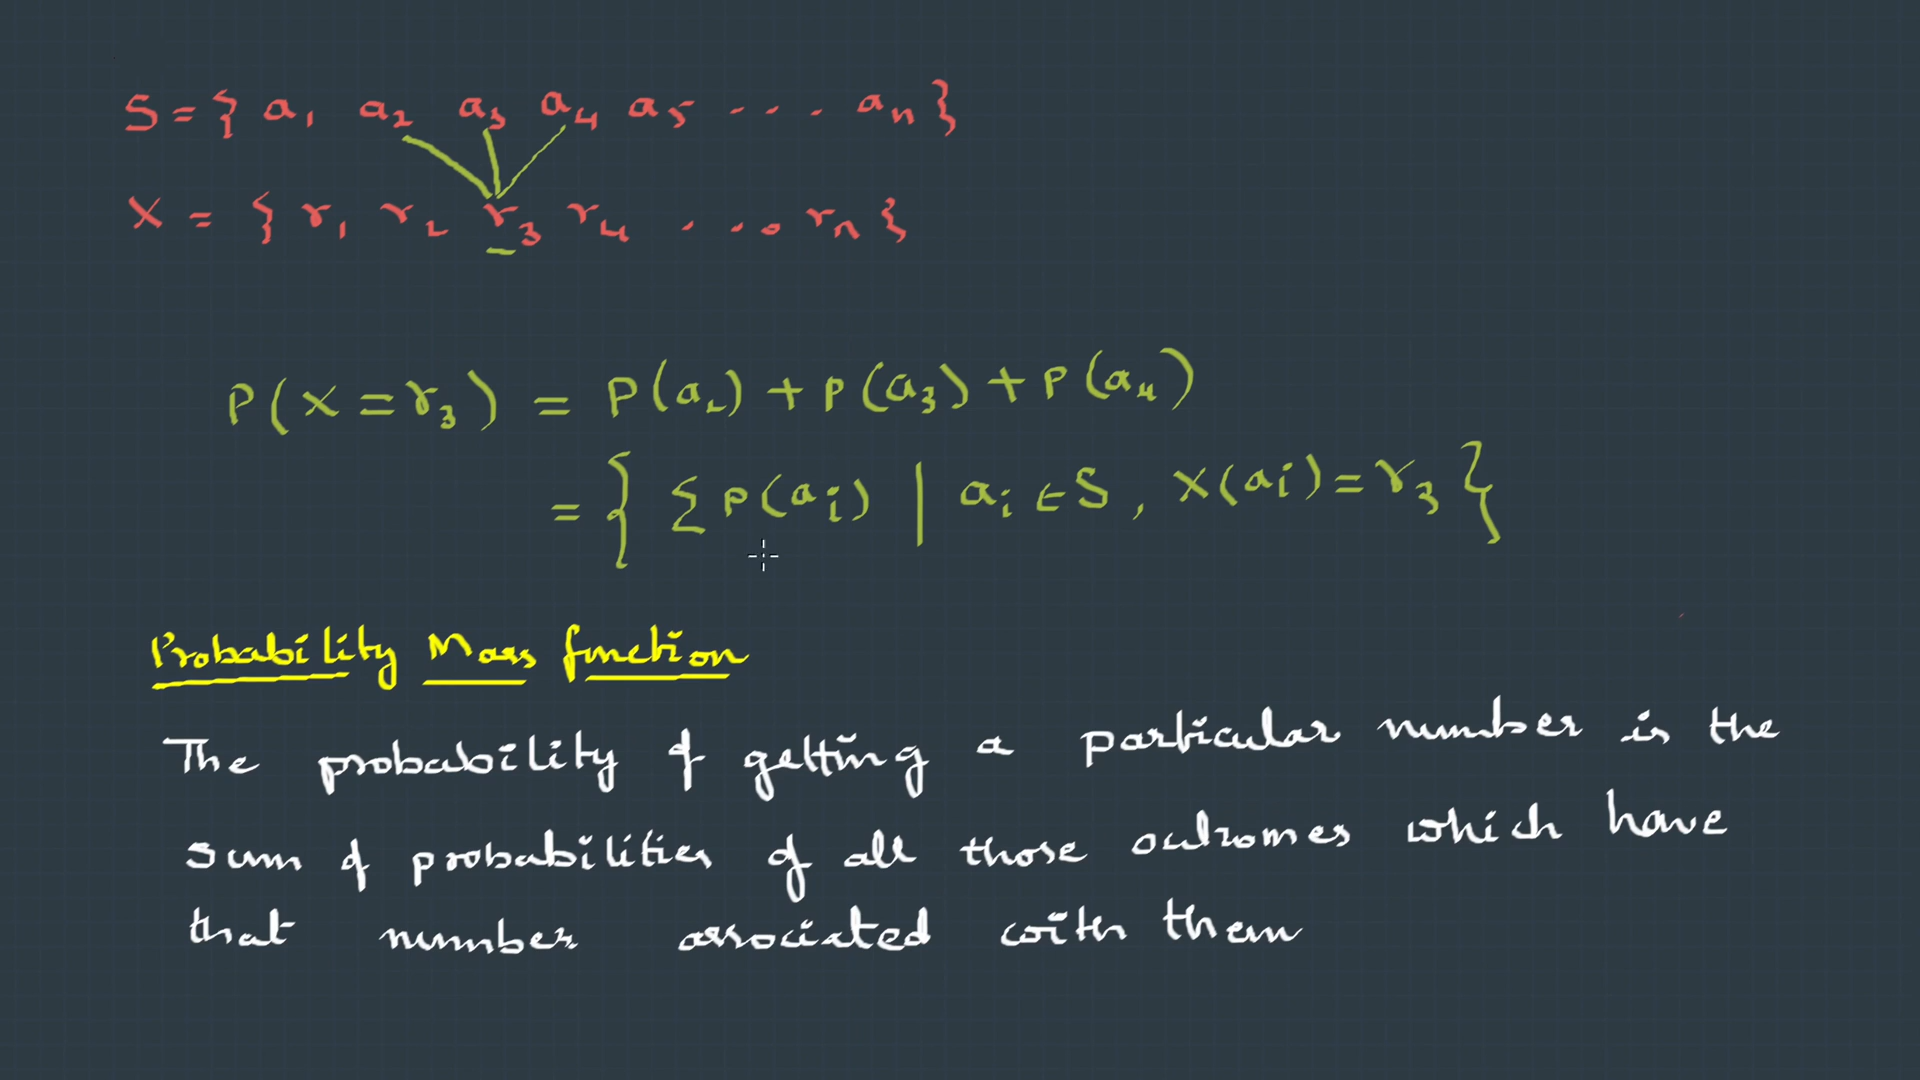 S = { a1 a2 a3 a4 a5 - - . an }
X = { r1 r2 r3 r4 . . . rn }
P(X = r3) = P(a2) + P(a3) + P(a4)
= { Σ P(ai) | ai ∈ S, X(ai) = r3 }
Probability Mass function
The probability of getting a particular number is the
sum of probabilities of all those outcomes which have
that number associated with them